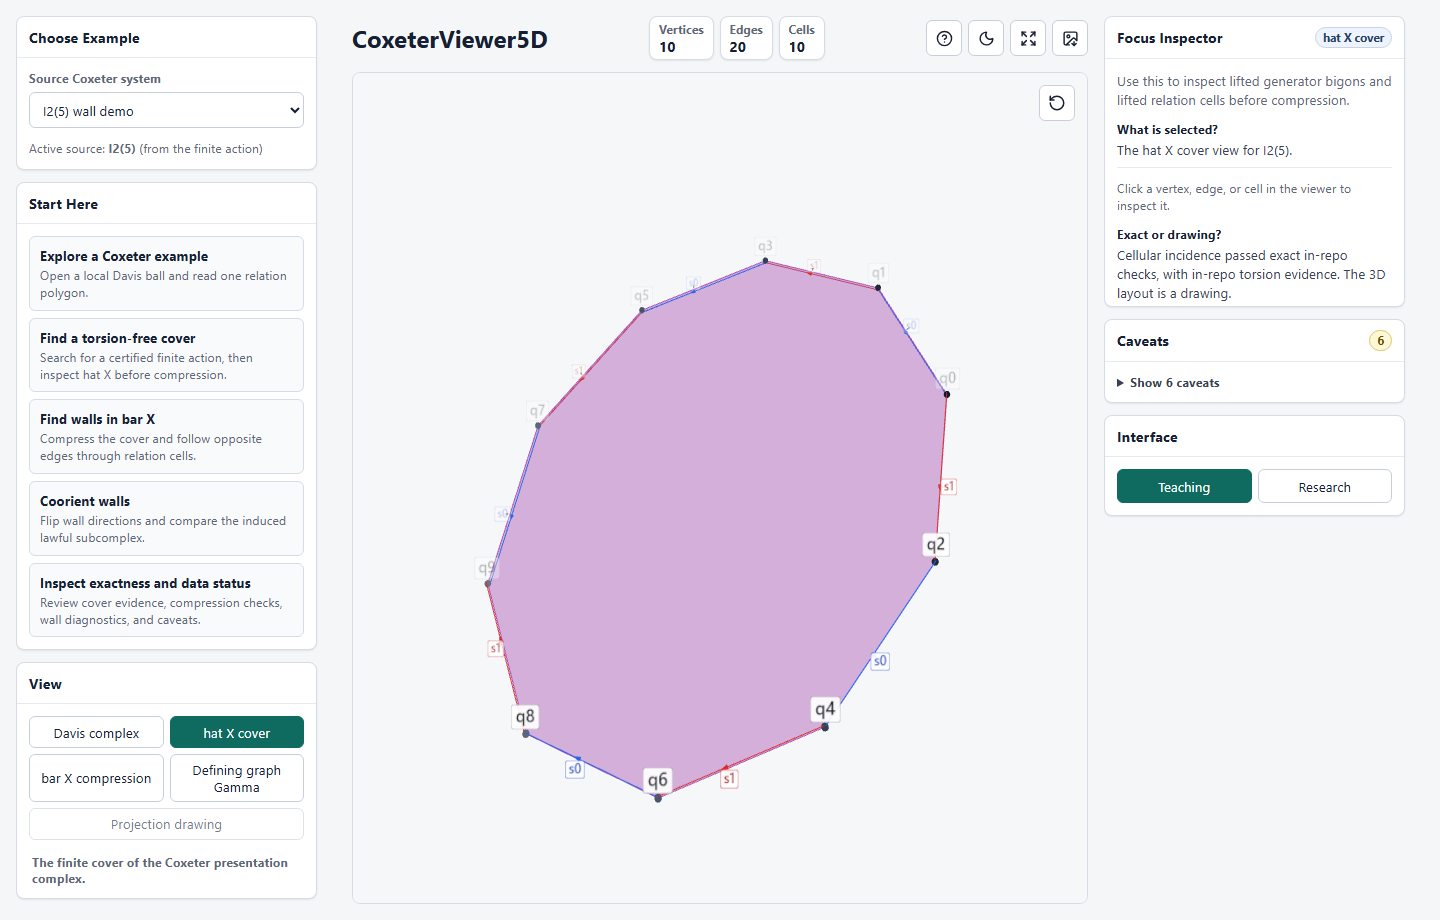 Choose Example
Source Coxeter system
I2(5) wall demo
Active source: I2(5) (from the finite action)
Start Here
Explore a Coxeter example
Open a local Davis ball and read one relation
polygon.
Find a torsion-free cover
Search for a certified finite action, then
inspect hat X before compression.
Find walls in bar X
Compress the cover and follow opposite
edges through relation cells.
Coorient walls
Flip wall directions and compare the induced
lawful subcomplex.
Inspect exactness and data status
Review cover evidence, compression checks,
wall diagnostics, and caveats.
View
Davis complex
hat X cover
bar X compression
Defining graph
Gamma
Projection drawing
The finite cover of the Coxeter presentation
complex.
CoxeterViewer5D
Vertices
10
Edges
20
Cells
10
q3
s1
q1
s0
q5
s0
s1
q0
q7
s1
s0
q2
q9
s1
s0
q4
q8
s0
q6
s1
Focus Inspector
hat X cover
Use this to inspect lifted generator bigons and
lifted relation cells before compression.
What is selected?
The hat X cover view for I2(5).
Click a vertex, edge, or cell in the viewer to
inspect it.
Exact or drawing?
Cellular incidence passed exact in-repo
checks, with in-repo torsion evidence. The 3D
layout is a drawing.
Caveats
6
Show 6 caveats
Interface
Teaching
Research